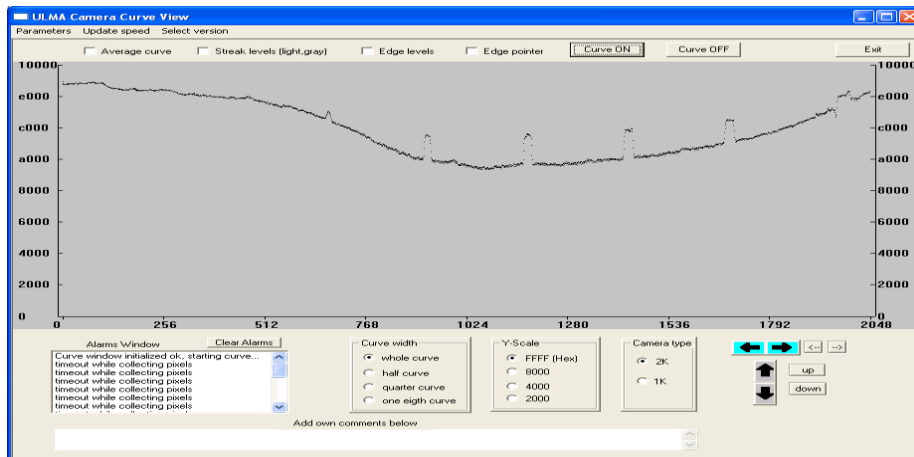 ULMA Camera Curve View
Parameters Update speed Select version
Average curve Streak levels (light,gray) Edge levels Edge pointer Curve ON Curve OFF Exit
10000 10000
e000 e000
c000 c000
a000 a000
8000 8000
6000 6000
4000 4000
2000 2000
0 0
0 256 512 768 1024 1280 1536 1792 2048
Alarms Window Clear Alarms
Curve window initialized ok, starting curve...
timeout while collecting pixels
timeout while collecting pixels
timeout while collecting pixels
timeout while collecting pixels
timeout while collecting pixels
Curve width
whole curve
half curve
quarter curve
one eigth curve
Y-Scale
FFFF (Hex)
8000
4000
2000
Camera type
2K
1K
<-- -->
up
down
Add own comments below